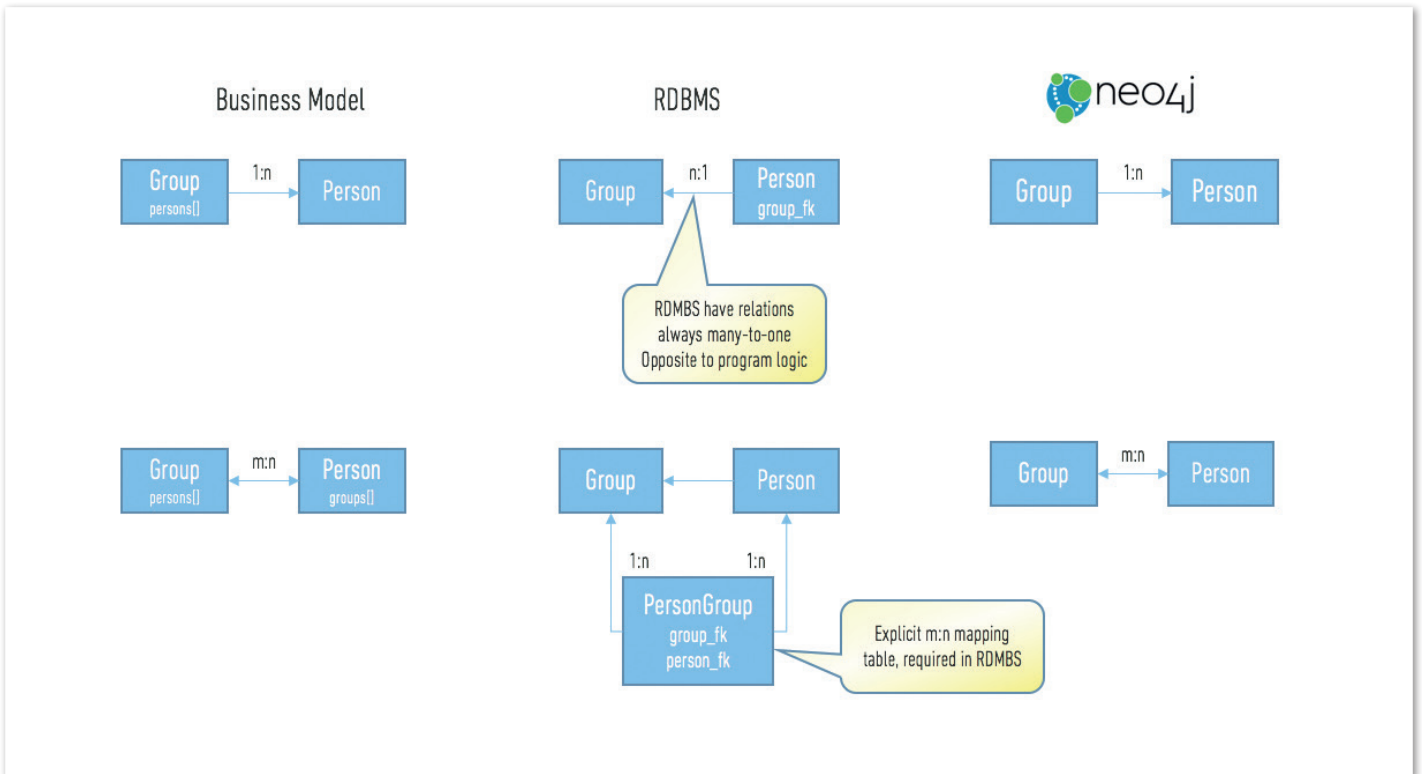 Business Model
RDBMS
neo4j
Group
persons[]
1:n
Person
Group
n:1
Person
group_fk
Group
1:n
Person
RDMBS have relations
always many-to-one
Opposite to program logic
Group
persons[]
m:n
Person
groups[]
Group
Person
Group
m:n
Person
1:n
1:n
PersonGroup
group_fk
person_fk
Explicit m:n mapping
table, required in RDMBS